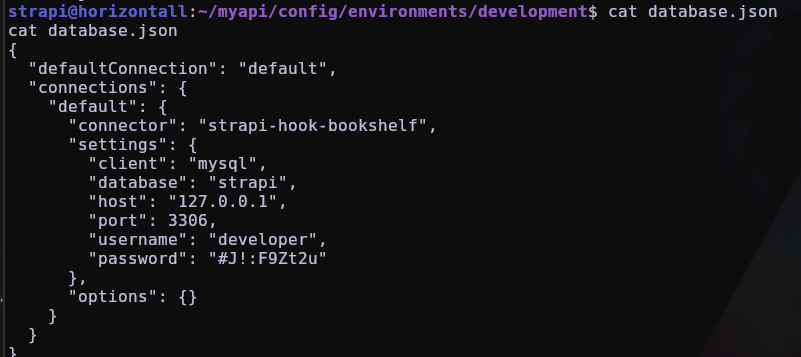 strapi@horizontall:~/myapi/config/environments/development$ cat database.json
cat database.json
{
  "defaultConnection": "default",
  "connections": {
    "default": {
      "connector": "strapi-hook-bookshelf",
      "settings": {
        "client": "mysql",
        "database": "strapi",
        "host": "127.0.0.1",
        "port": 3306,
        "username": "developer",
        "password": "#J!:F9Zt2u"
      },
      "options": {}
    }
  }
}